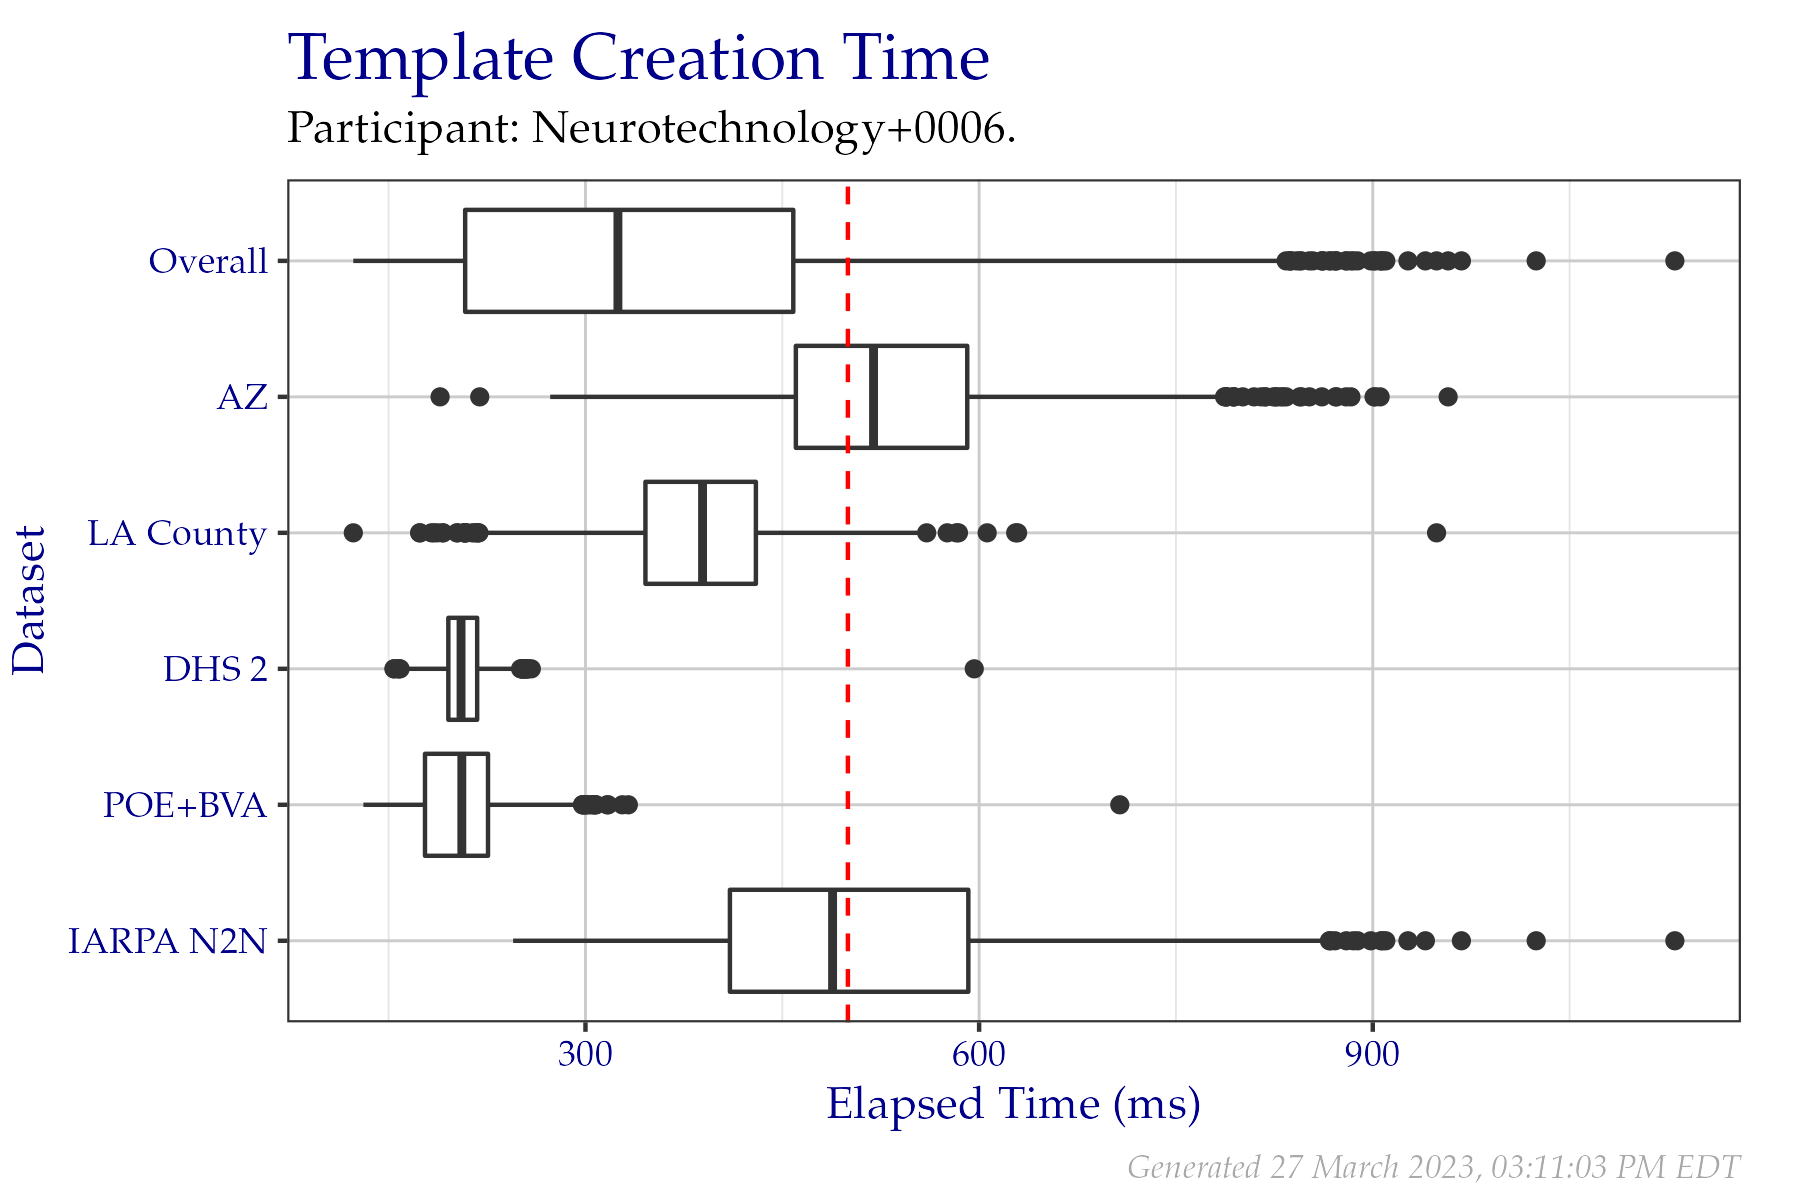 Template Creation Time
Participant: Neurotechnology+0006.
Dataset
Overall
AZ
LA County
DHS 2
POE+BVA
IARPA N2N
300 600 900
Elapsed Time (ms)
Generated 27 March 2023, 03:11:03 PM EDT